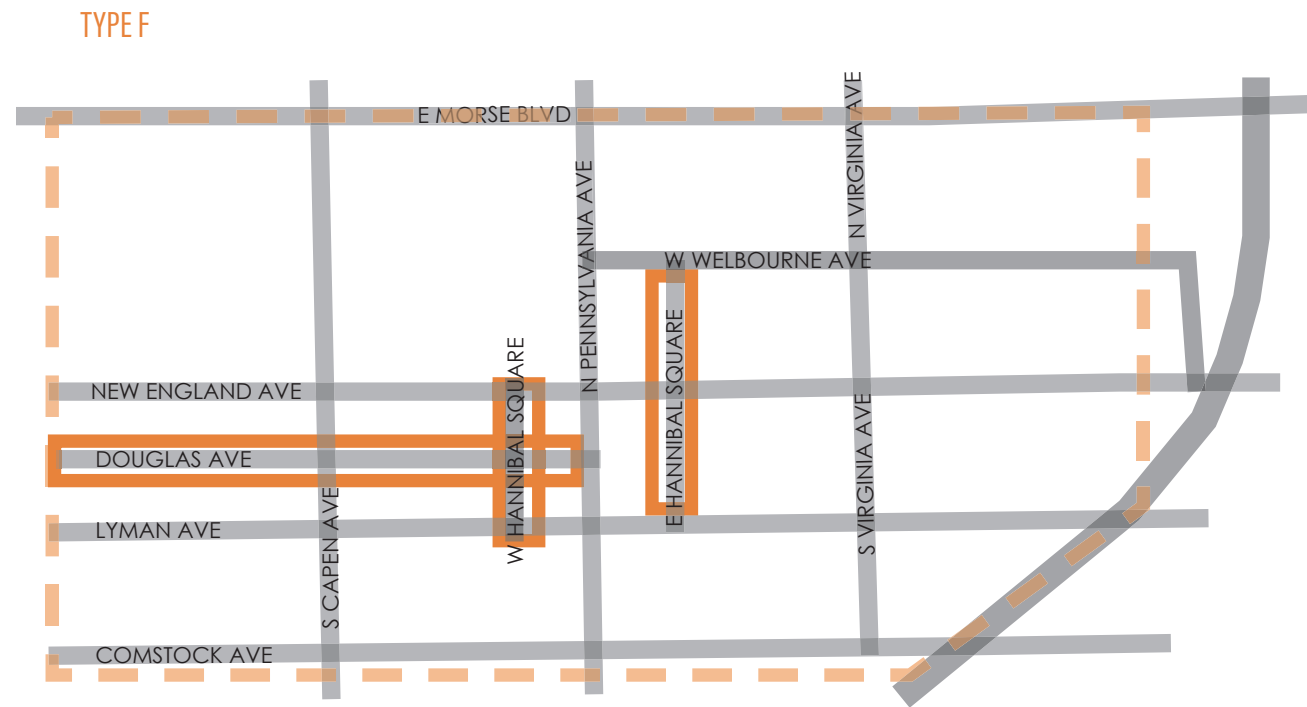 TYPE F
E MORSE BLVD
N VIRGINIA AVE
N PENNSYLVANIA AVE
W WELBOURNE AVE
W HANNIBAL SQUARE
E HANNIBAL SQUARE
NEW ENGLAND AVE
S VIRGINIA AVE
DOUGLAS AVE
S CAPEN AVE
LYMAN AVE
COMSTOCK AVE